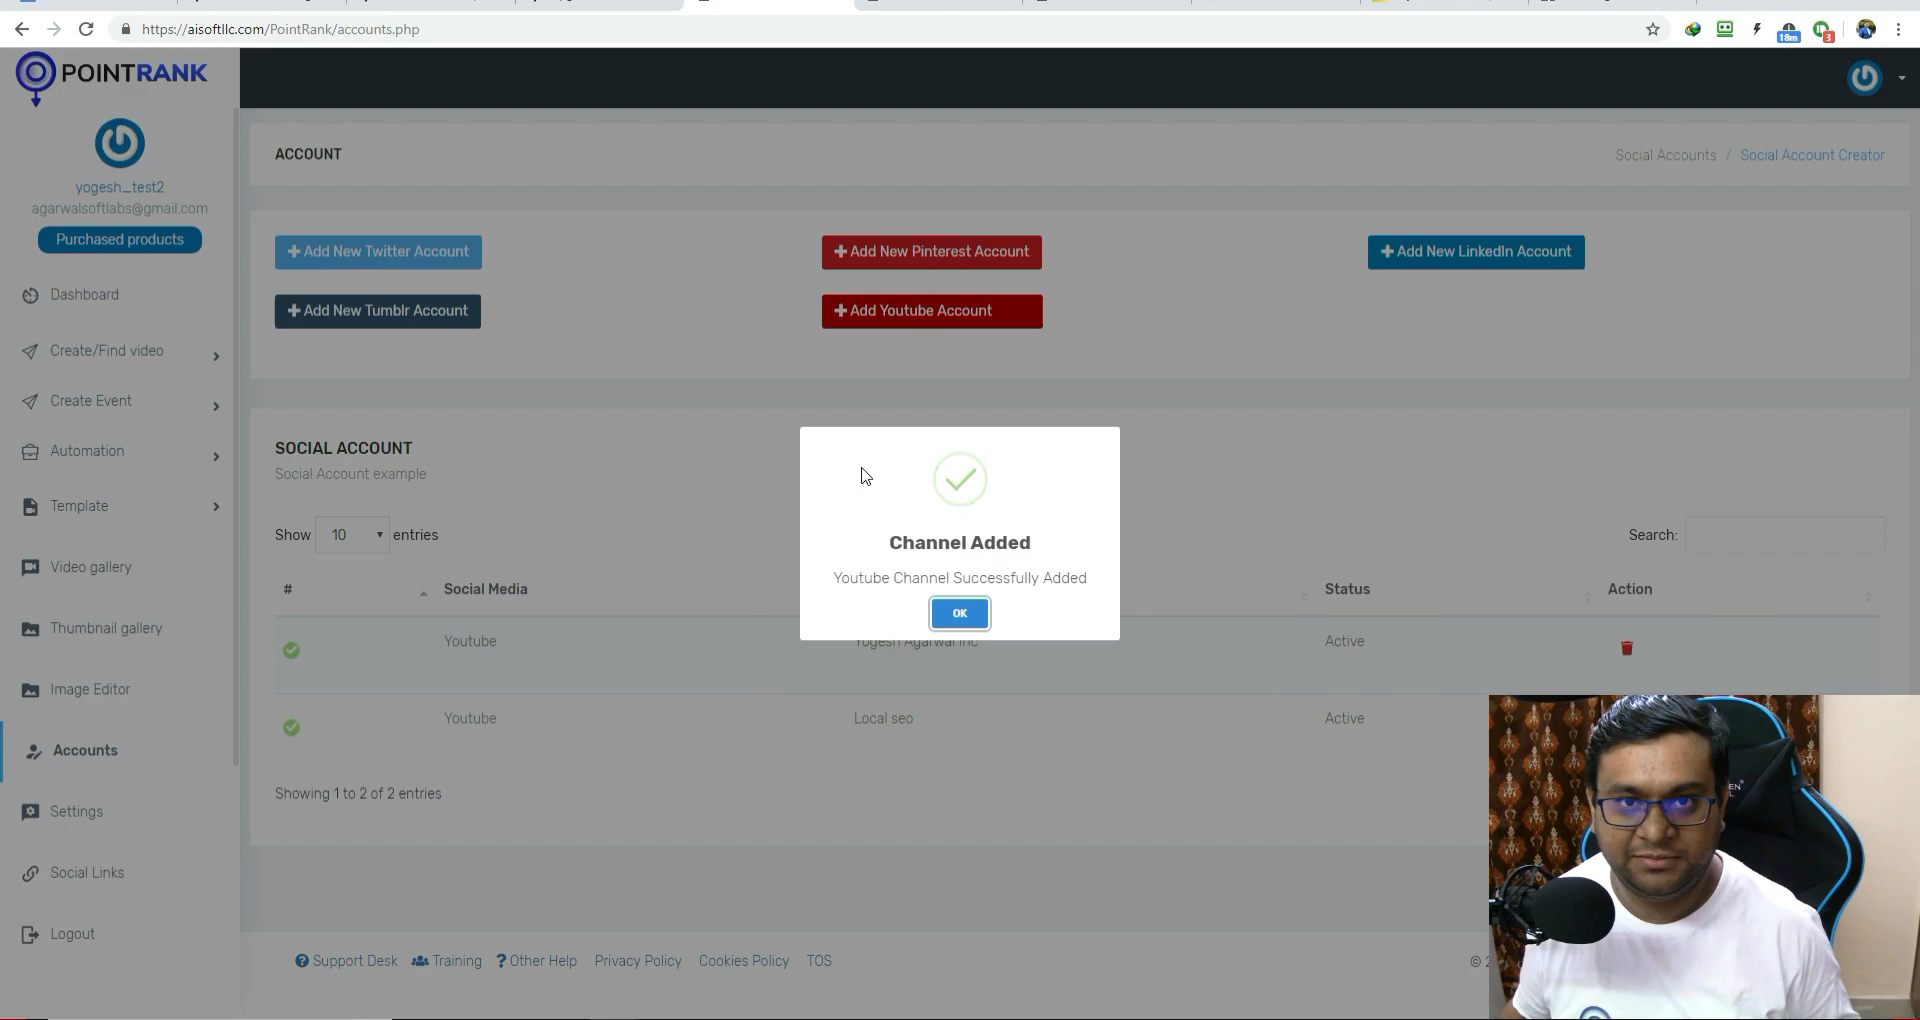 https://aisoftllc.com/PointRank/accounts.php
18m
3
POINTRANK
yogesh_test2
agarwalsoftlabs@gmail.com
Purchased products
Dashboard
Create/Find video
Create Event
Automation
Template
Video gallery
Thumbnail gallery
Image Editor
Accounts
Settings
Social Links
Logout
ACCOUNT
Social Accounts / Social Account Creator
Add New Twitter Account
Add New Pinterest Account
Add New LinkedIn Account
Add New Tumblr Account
Add Youtube Account
SOCIAL ACCOUNT
Social Account example
Show 10 entries
Search:
# Social Media Status Action
Youtube Yogesh Agarwal Inc Active
Youtube Local seo Active
Showing 1 to 2 of 2 entries
Channel Added
Youtube Channel Successfully Added
OK
Support Desk Training Other Help Privacy Policy Cookies Policy TOS
©